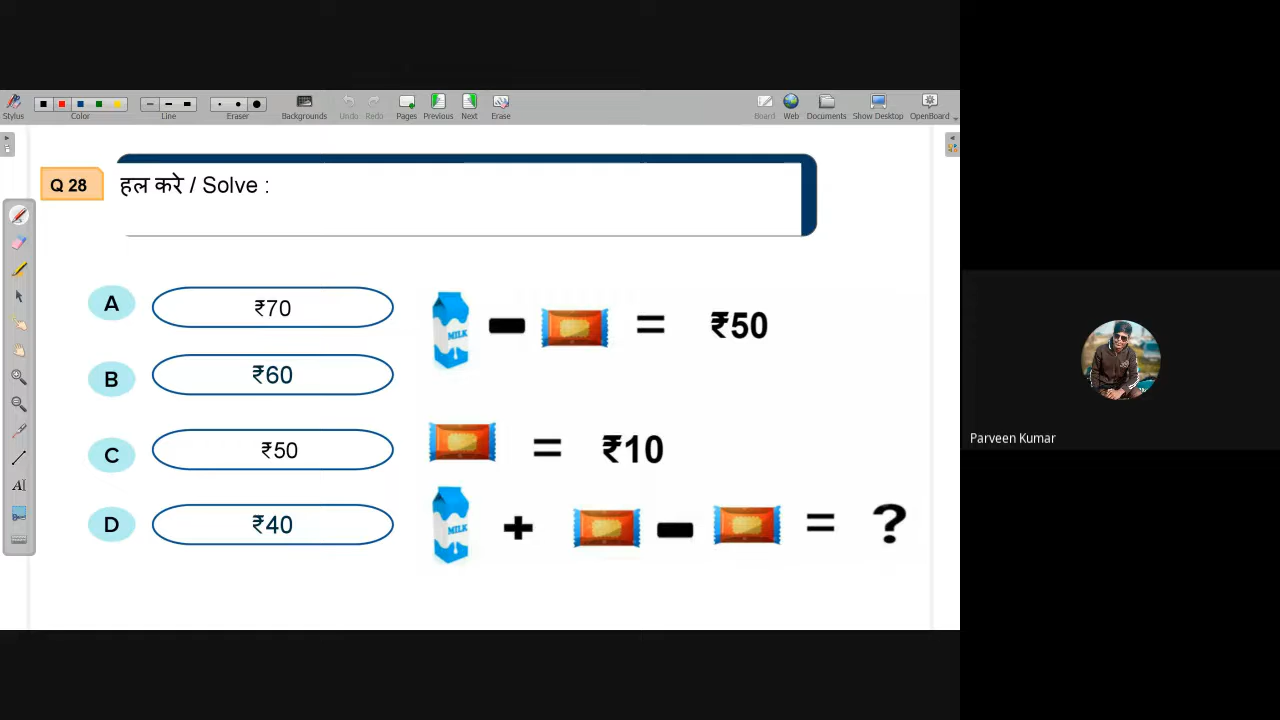 Stylus
Color
Line
Eraser
Backgrounds
Undo
Redo
Pages
Previous
Next
Erase
Board
Web
Documents
Show Desktop
OpenBoard
Q 28
हल करे / Solve :
A
₹70
B
₹60
C
₹50
D
₹40
MILK
= ₹50
= ₹10
MILK
+
= ?
Parveen Kumar